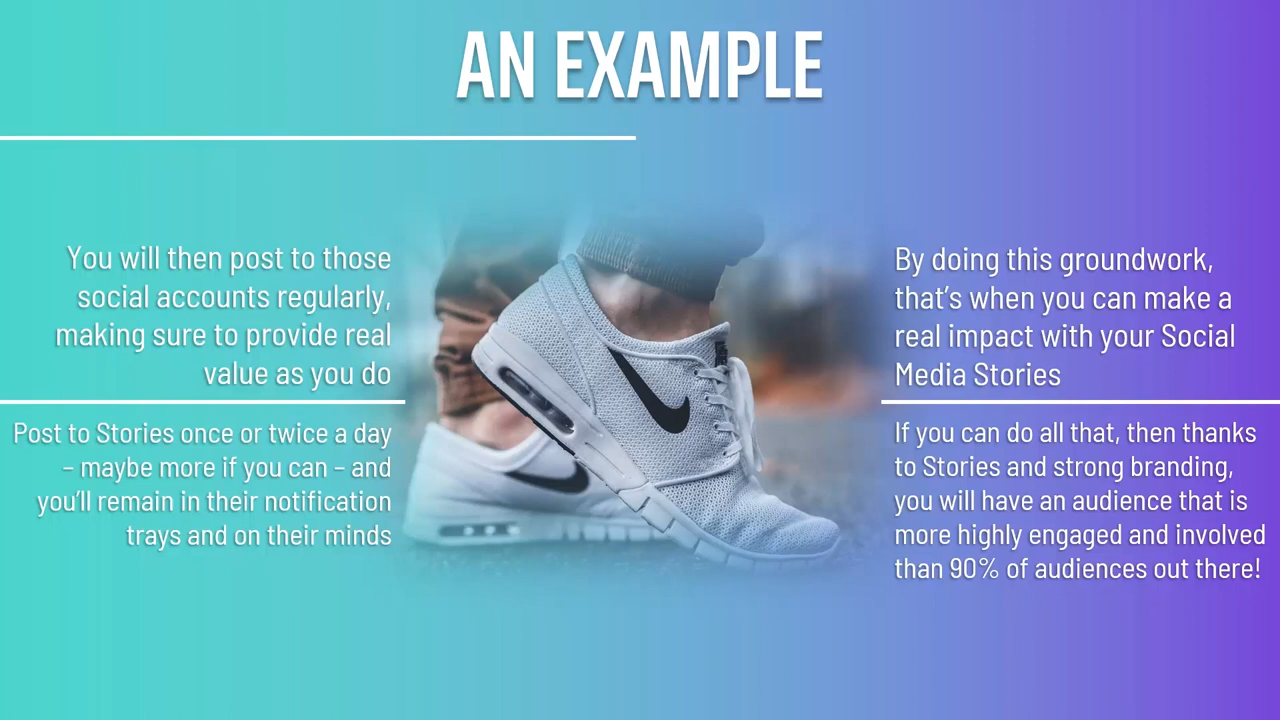 AN EXAMPLE
You will then post to those
social accounts regularly,
making sure to provide real
value as you do
Post to Stories once or twice a day
– maybe more if you can – and
you’ll remain in their notification
trays and on their minds
By doing this groundwork,
that’s when you can make a
real impact with your Social
Media Stories
If you can do all that, then thanks
to Stories and strong branding,
you will have an audience that is
more highly engaged and involved
than 90% of audiences out there!